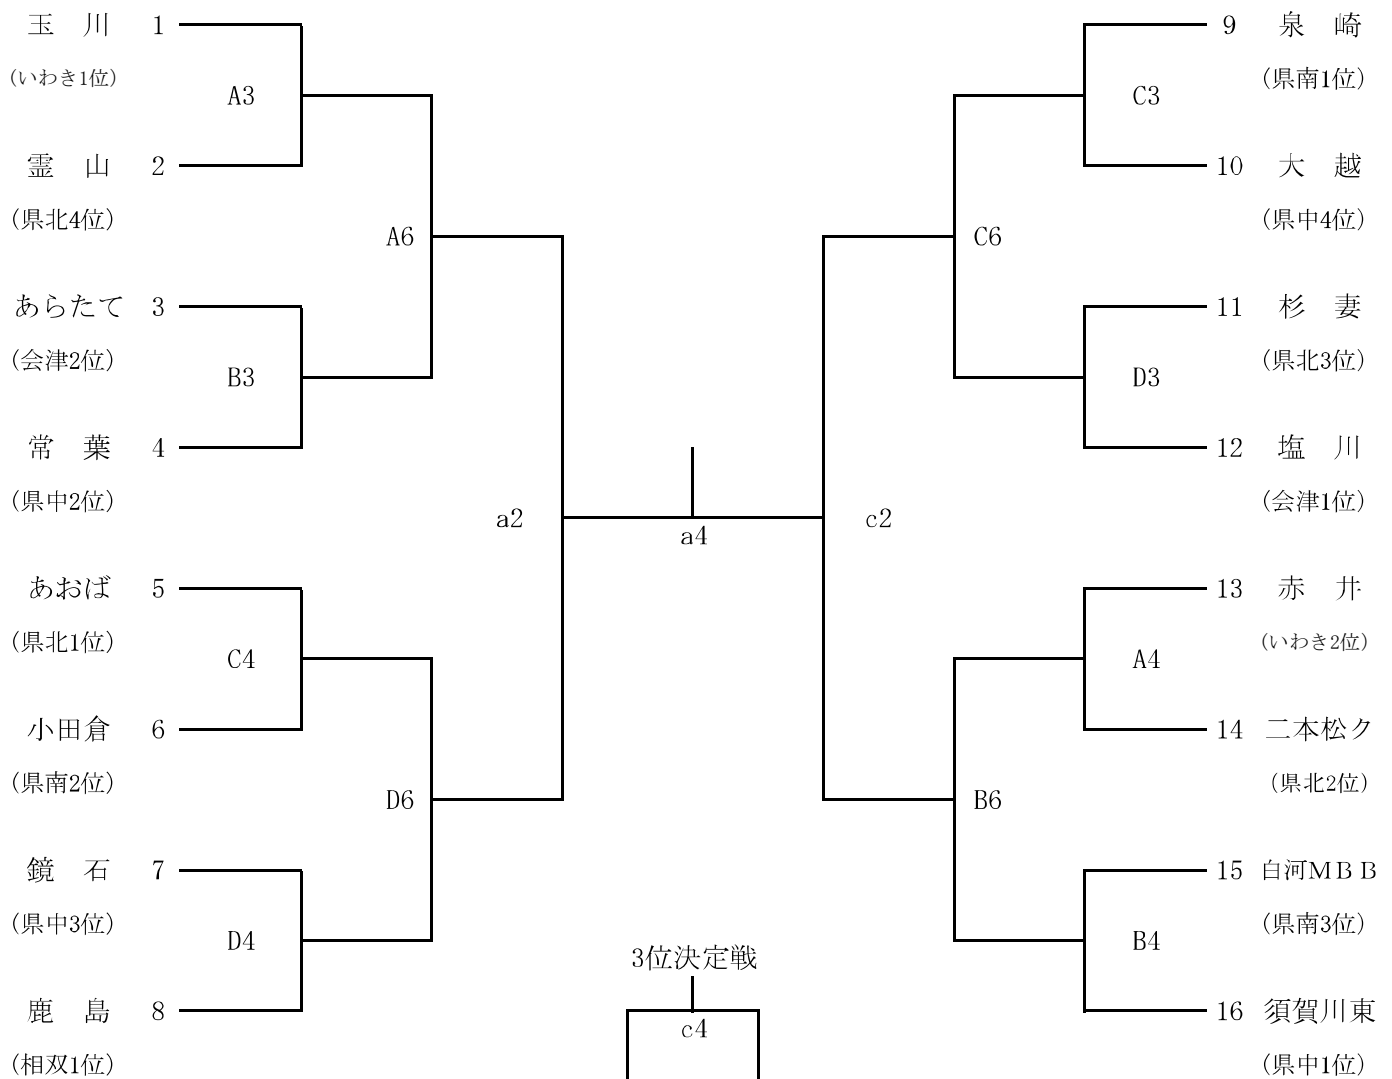 玉 川 1
(いわき1位)
A3
霊 山 2
(県北4位)
A6
あらたて 3
(会津2位)
B3
常 葉 4
(県中2位)
a2
あおば 5
(県北1位)
C4
小田倉 6
(県南2位)
D6
鏡 石 7
(県中3位)
D4
鹿 島 8
(相双1位)
a4
3位決定戦
c4
9 泉 崎
(県南1位)
C3
10 大 越
(県中4位)
C6
11 杉 妻
(県北3位)
D3
12 塩 川
(会津1位)
c2
13 赤 井
(いわき2位)
A4
14 二本松ク
(県北2位)
B6
15 白河ＭＢＢ
(県南3位)
B4
16 須賀川東
(県中1位)